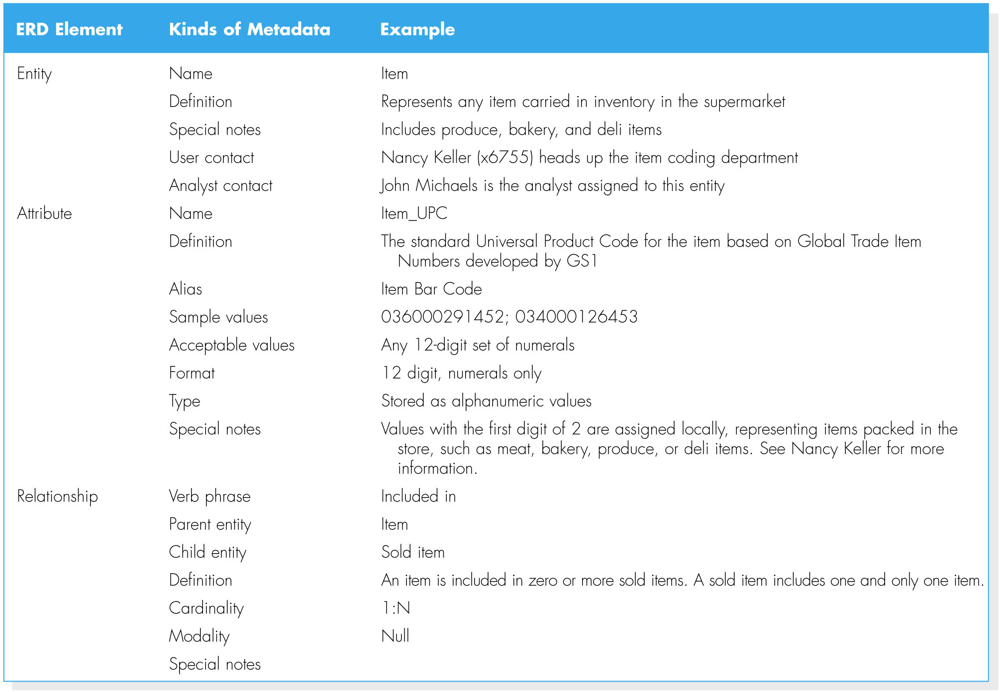 ERD Element Kinds of Metadata Example
Entity Name Item
Definition Represents any item carried in inventory in the supermarket
Special notes Includes produce, bakery, and deli items
User contact Nancy Keller (x6755) heads up the item coding department
Analyst contact John Michaels is the analyst assigned to this entity
Attribute Name Item_UPC
Definition The standard Universal Product Code for the item based on Global Trade Item
Numbers developed by GS1
Alias Item Bar Code
Sample values 036000291452; 034000126453
Acceptable values Any 12-digit set of numerals
Format 12 digit, numerals only
Type Stored as alphanumeric values
Special notes Values with the first digit of 2 are assigned locally, representing items packed in the
store, such as meat, bakery, produce, or deli items. See Nancy Keller for more
information.
Relationship Verb phrase Included in
Parent entity Item
Child entity Sold item
Definition An item is included in zero or more sold items. A sold item includes one and only one item.
Cardinality 1:N
Modality Null
Special notes